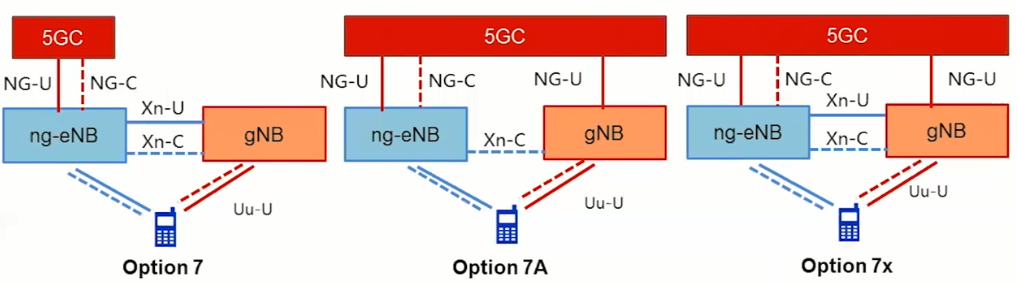 5GC
NG-U
NG-C
Xn-U
ng-eNB
Xn-C
gNB
Uu-U
Option 7
5GC
NG-U
NG-C
NG-U
ng-eNB
Xn-C
gNB
Uu-U
Option 7A
5GC
NG-U
NG-C
NG-U
Xn-U
ng-eNB
Xn-C
gNB
Uu-U
Option 7x